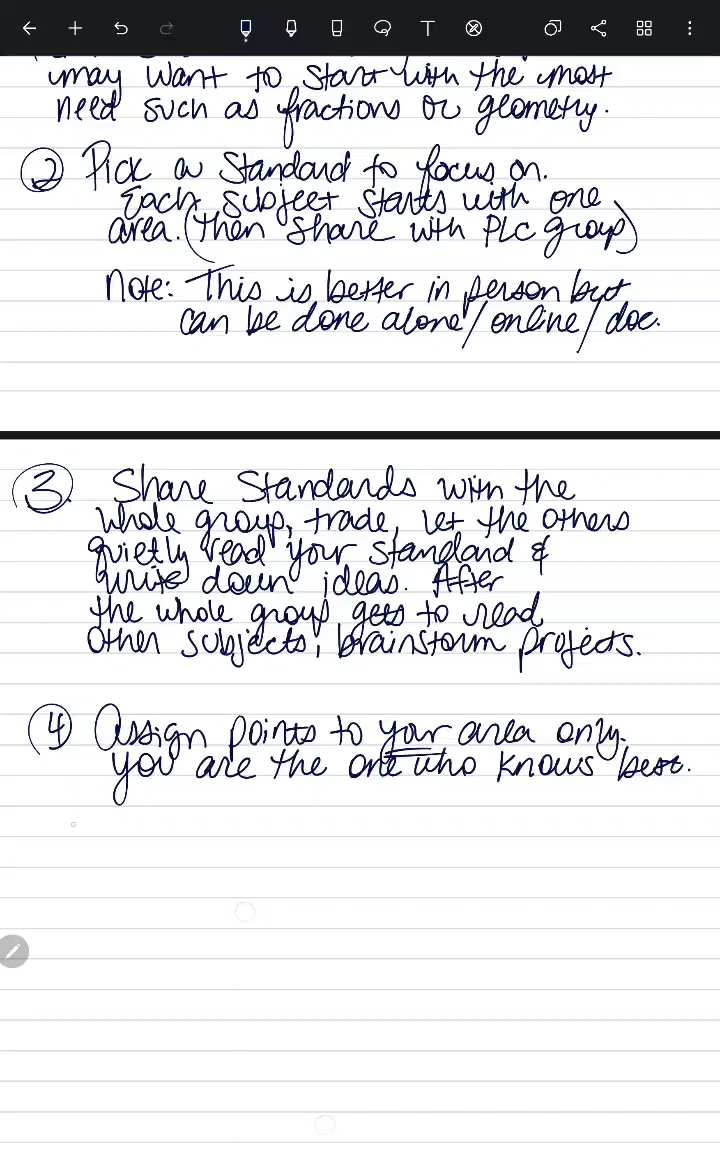 may want to start with the most
need such as fractions or geometry.
② Pick a Standard to focus on.
Each subject starts with one
area. (Then Share with PLC group)
Note: This is better in person but
can be done alone/online/doc.
③. Share Standards with the
whole group, trade, let the others
quietly read your standard &
write down ideas. After
the whole group gets to read
other subjects, brainstorm projects.
④ Assign points to your area only.
you are the one who knows best.